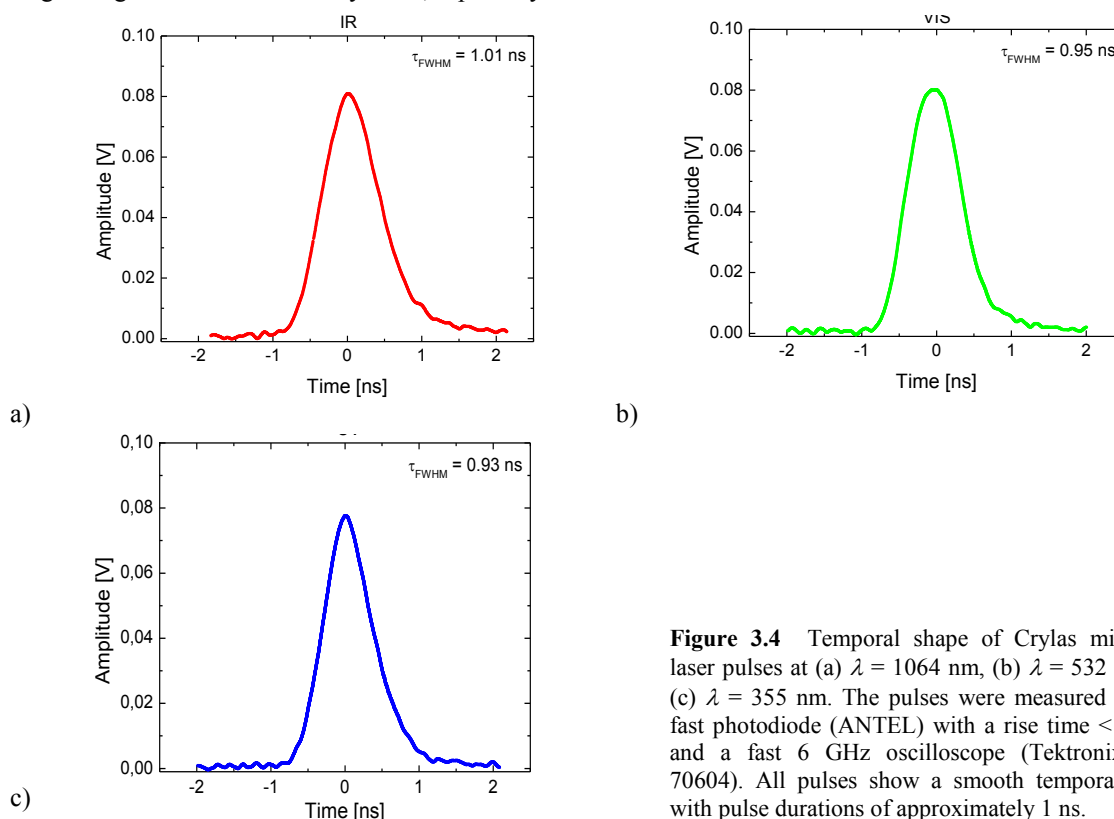 IR
τFWHM = 1.01 ns
0.10
0.08
0.06
0.04
0.02
0.00
Amplitude [V]
-2 -1 0 1 2
Time [ns]
a)
VIS
τFWHM = 0.95 ns
0.10
0.08
0.06
0.04
0.02
0.00
Amplitude [V]
-2 -1 0 1 2
Time [ns]
b)
τFWHM = 0.93 ns
0,10
0,08
0,06
0,04
0,02
0,00
Amplitude [V]
-2 -1 0 1 2
Time [ns]
c)
Figure 3.4 Temporal shape of Crylas mi
laser pulses at (a) λ = 1064 nm, (b) λ = 532
(c) λ = 355 nm. The pulses were measured
fast photodiode (ANTEL) with a rise time <
and a fast 6 GHz oscilloscope (Tektroni
70604). All pulses show a smooth tempora
with pulse durations of approximately 1 ns.